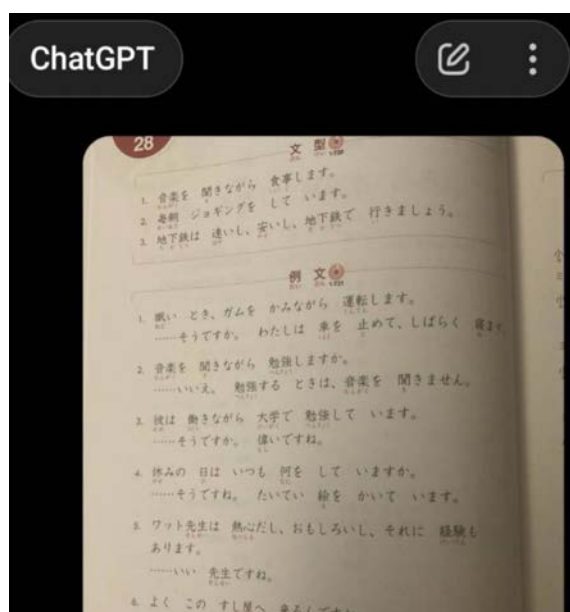 ChatGPT
28
文型
1. 音楽を 聞きながら 食事します。
2. 毎朝 ジョギングを して います。
3. 地下鉄は 速いし、安いし、地下鉄で 行きましょう。
例文
1. 眠い とき、ガムを かみながら 運転します。
……そうですか。 わたしは 車を 止めて、しばらく 寝ます
2. 音楽を 聞きながら 勉強しますか。
……いいえ。 勉強する ときは、音楽を 聞きません。
3. 彼は 働きながら 大学で 勉強して います。
……そうですか。 偉いですね。
4. 休みの 日は いつも 何を して いますか。
……そうですね。 たいてい 絵を かいて います。
5. ワット先生は 熱心だし、おもしろいし、それに 経験も
あります。
……いい 先生ですね。
6. よく この すし屋へ